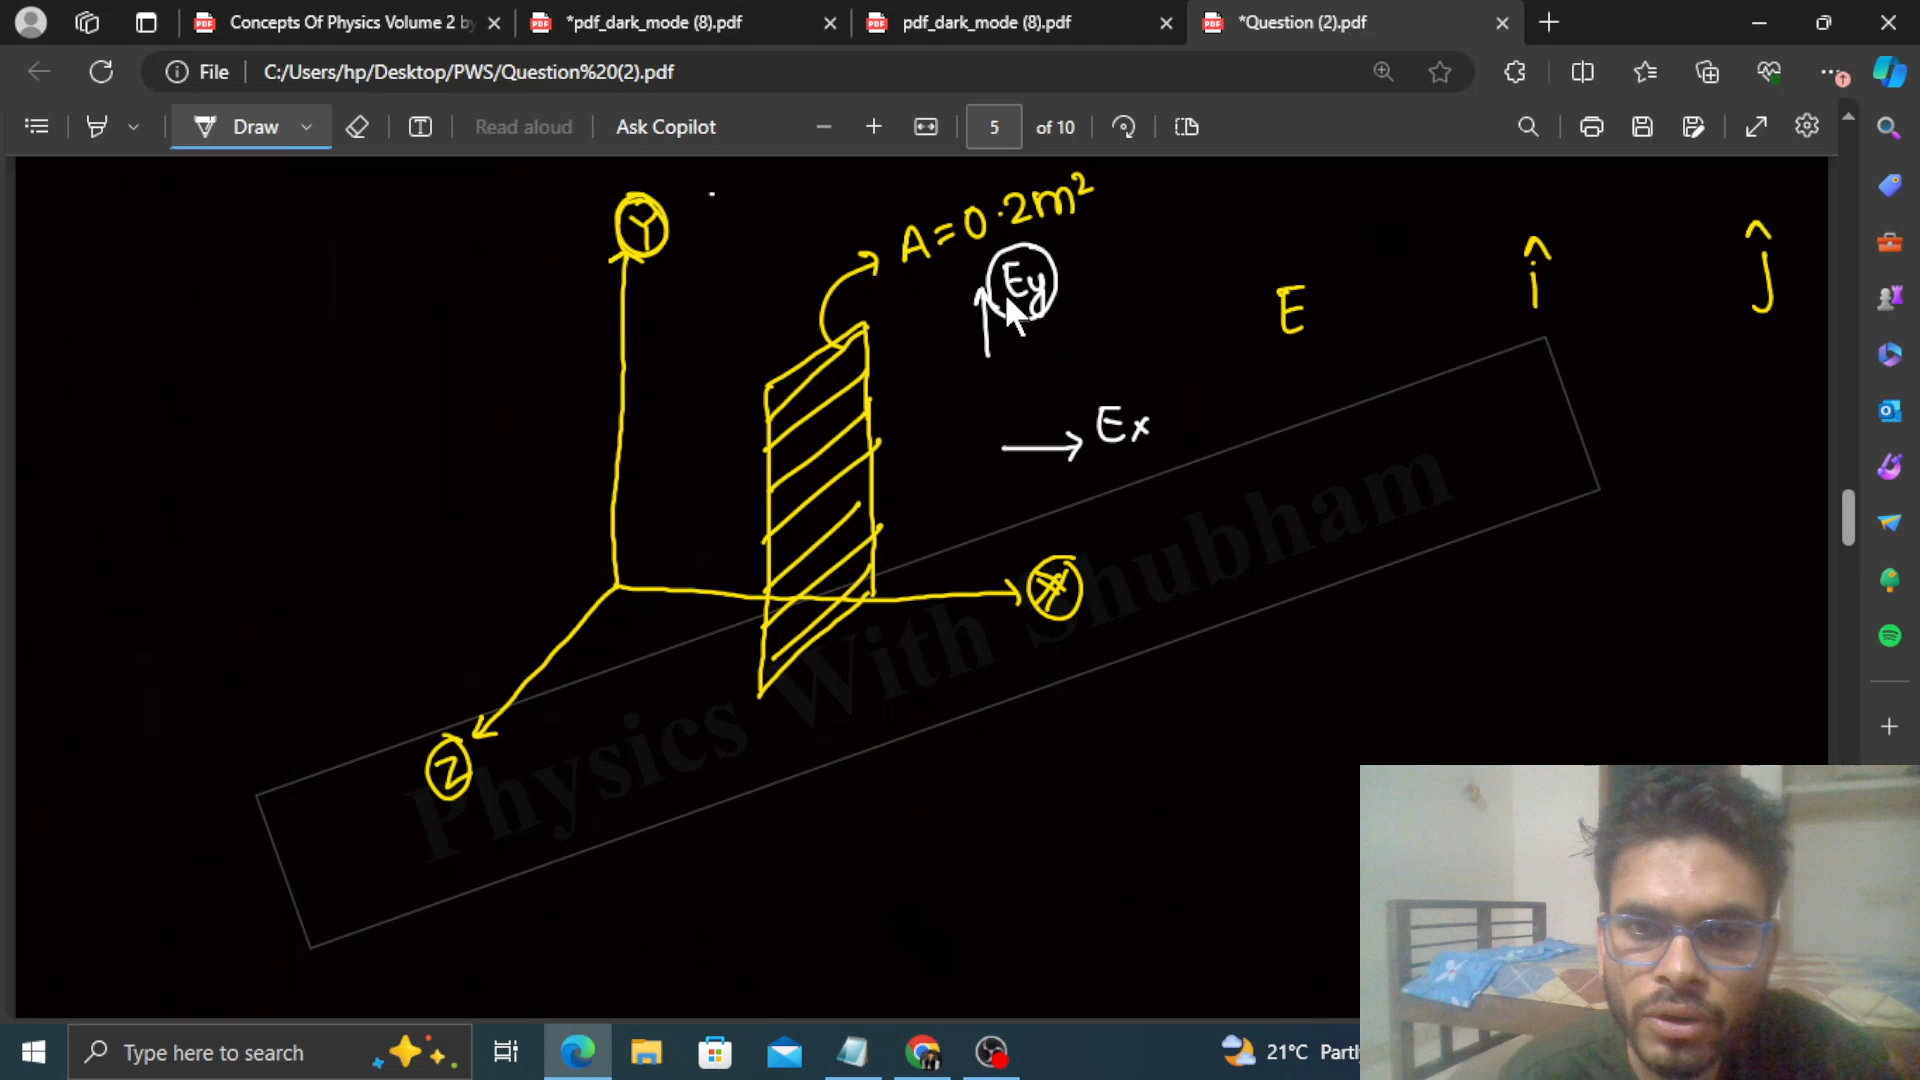 Concepts Of Physics Volume 2 by
*pdf_dark_mode (8).pdf
pdf_dark_mode (8).pdf
*Question (2).pdf
File
C:/Users/hp/Desktop/PWS/Question%20(2).pdf
Draw
Read aloud
Ask Copilot
5
of 10
Y
A = 0.2m²
Ey
E
î
ĵ
Ex
Z
Physics With Shubham
Type here to search
21°C